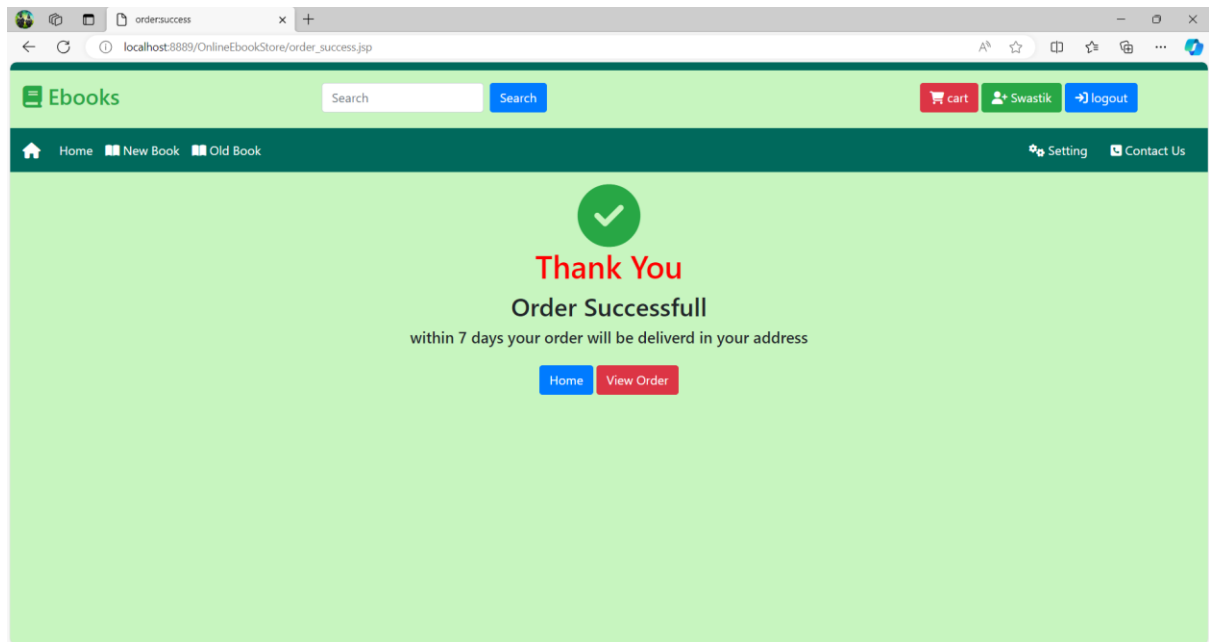 order:success
localhost:8889/OnlineEbookStore/order_success.jsp
Ebooks Search Search cart Swastik logout
Home New Book Old Book Setting Contact Us
Thank You
Order Successfull
within 7 days your order will be deliverd in your address
Home View Order